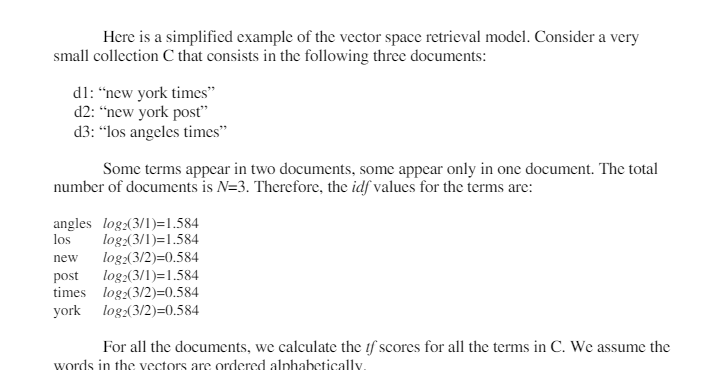 Here is a simplified example of the vector space retrieval model. Consider a very
small collection C that consists in the following three documents:
d1: “new york times”
d2: “new york post”
d3: “los angeles times”
Some terms appear in two documents, some appear only in one document. The total
number of documents is N=3. Therefore, the idf values for the terms are:
angles log₂(3/1)=1.584
los log₂(3/1)=1.584
new log₂(3/2)=0.584
post log₂(3/1)=1.584
times log₂(3/2)=0.584
york log₂(3/2)=0.584
For all the documents, we calculate the tf scores for all the terms in C. We assume the
words in the vectors are ordered alphabetically.